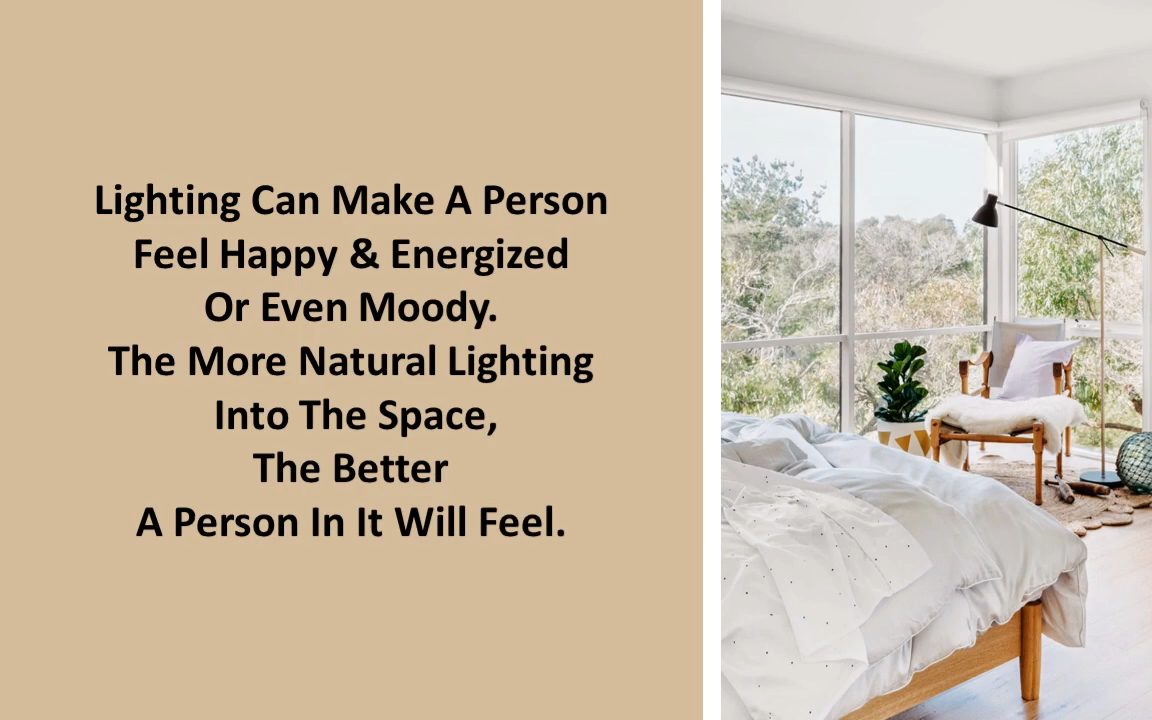 Lighting Can Make A Person
Feel Happy & Energized
Or Even Moody.
The More Natural Lighting
Into The Space,
The Better
A Person In It Will Feel.